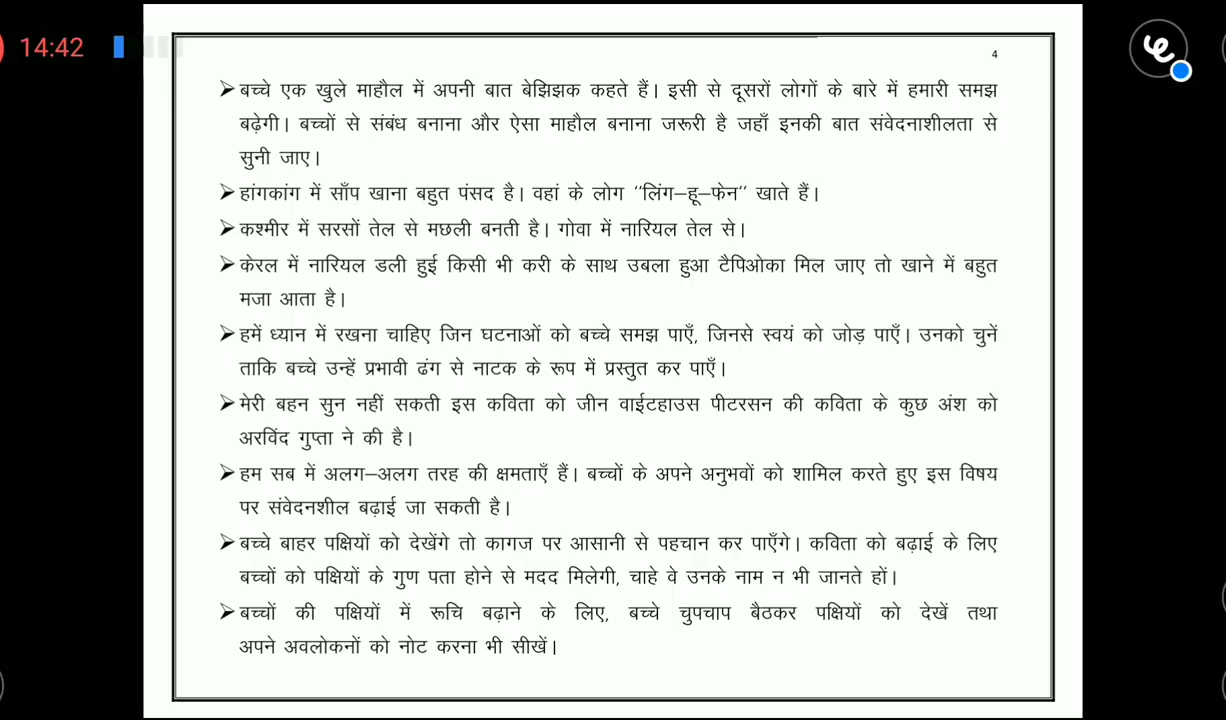 14:42
4
➢ बच्चे एक खुले माहौल में अपनी बात बेझिझक कहते हैं। इसी से दूसरों लोगों के बारे में हमारी समझ
बढ़ेगी। बच्चों से संबंध बनाना और ऐसा माहौल बनाना जरूरी है जहाँ इनकी बात संवेदनाशीलता से
सुनी जाए।
➢ हांगकांग में साँप खाना बहुत पंसद है। वहां के लोग ‘‘लिंग–हू–फेन’’ खाते हैं।
➢ कश्मीर में सरसों तेल से मछली बनती है। गोवा में नारियल तेल से।
➢ केरल में नारियल डली हुई किसी भी करी के साथ उबला हुआ टैपिओका मिल जाए तो खाने में बहुत
मजा आता है।
➢ हमें ध्यान में रखना चाहिए जिन घटनाओं को बच्चे समझ पाएँ, जिनसे स्वयं को जोड़ पाएँ। उनको चुनें
ताकि बच्चे उन्हें प्रभावी ढंग से नाटक के रूप में प्रस्तुत कर पाएँ।
➢ मेरी बहन सुन नहीं सकती इस कविता को जीन वाईटहाउस पीटरसन की कविता के कुछ अंश को
अरविंद गुप्ता ने की है।
➢ हम सब में अलग–अलग तरह की क्षमताएँ हैं। बच्चों के अपने अनुभवों को शामिल करते हुए इस विषय
पर संवेदनशील बढ़ाई जा सकती है।
➢ बच्चे बाहर पक्षियों को देखेंगे तो कागज पर आसानी से पहचान कर पाएँगे। कविता को बढ़ाई के लिए
बच्चों को पक्षियों के गुण पता होने से मदद मिलेगी, चाहे वे उनके नाम न भी जानते हों।
➢ बच्चों की पक्षियों में रूचि बढ़ाने के लिए, बच्चे चुपचाप बैठकर पक्षियों को देखें तथा
अपने अवलोकनों को नोट करना भी सीखें।